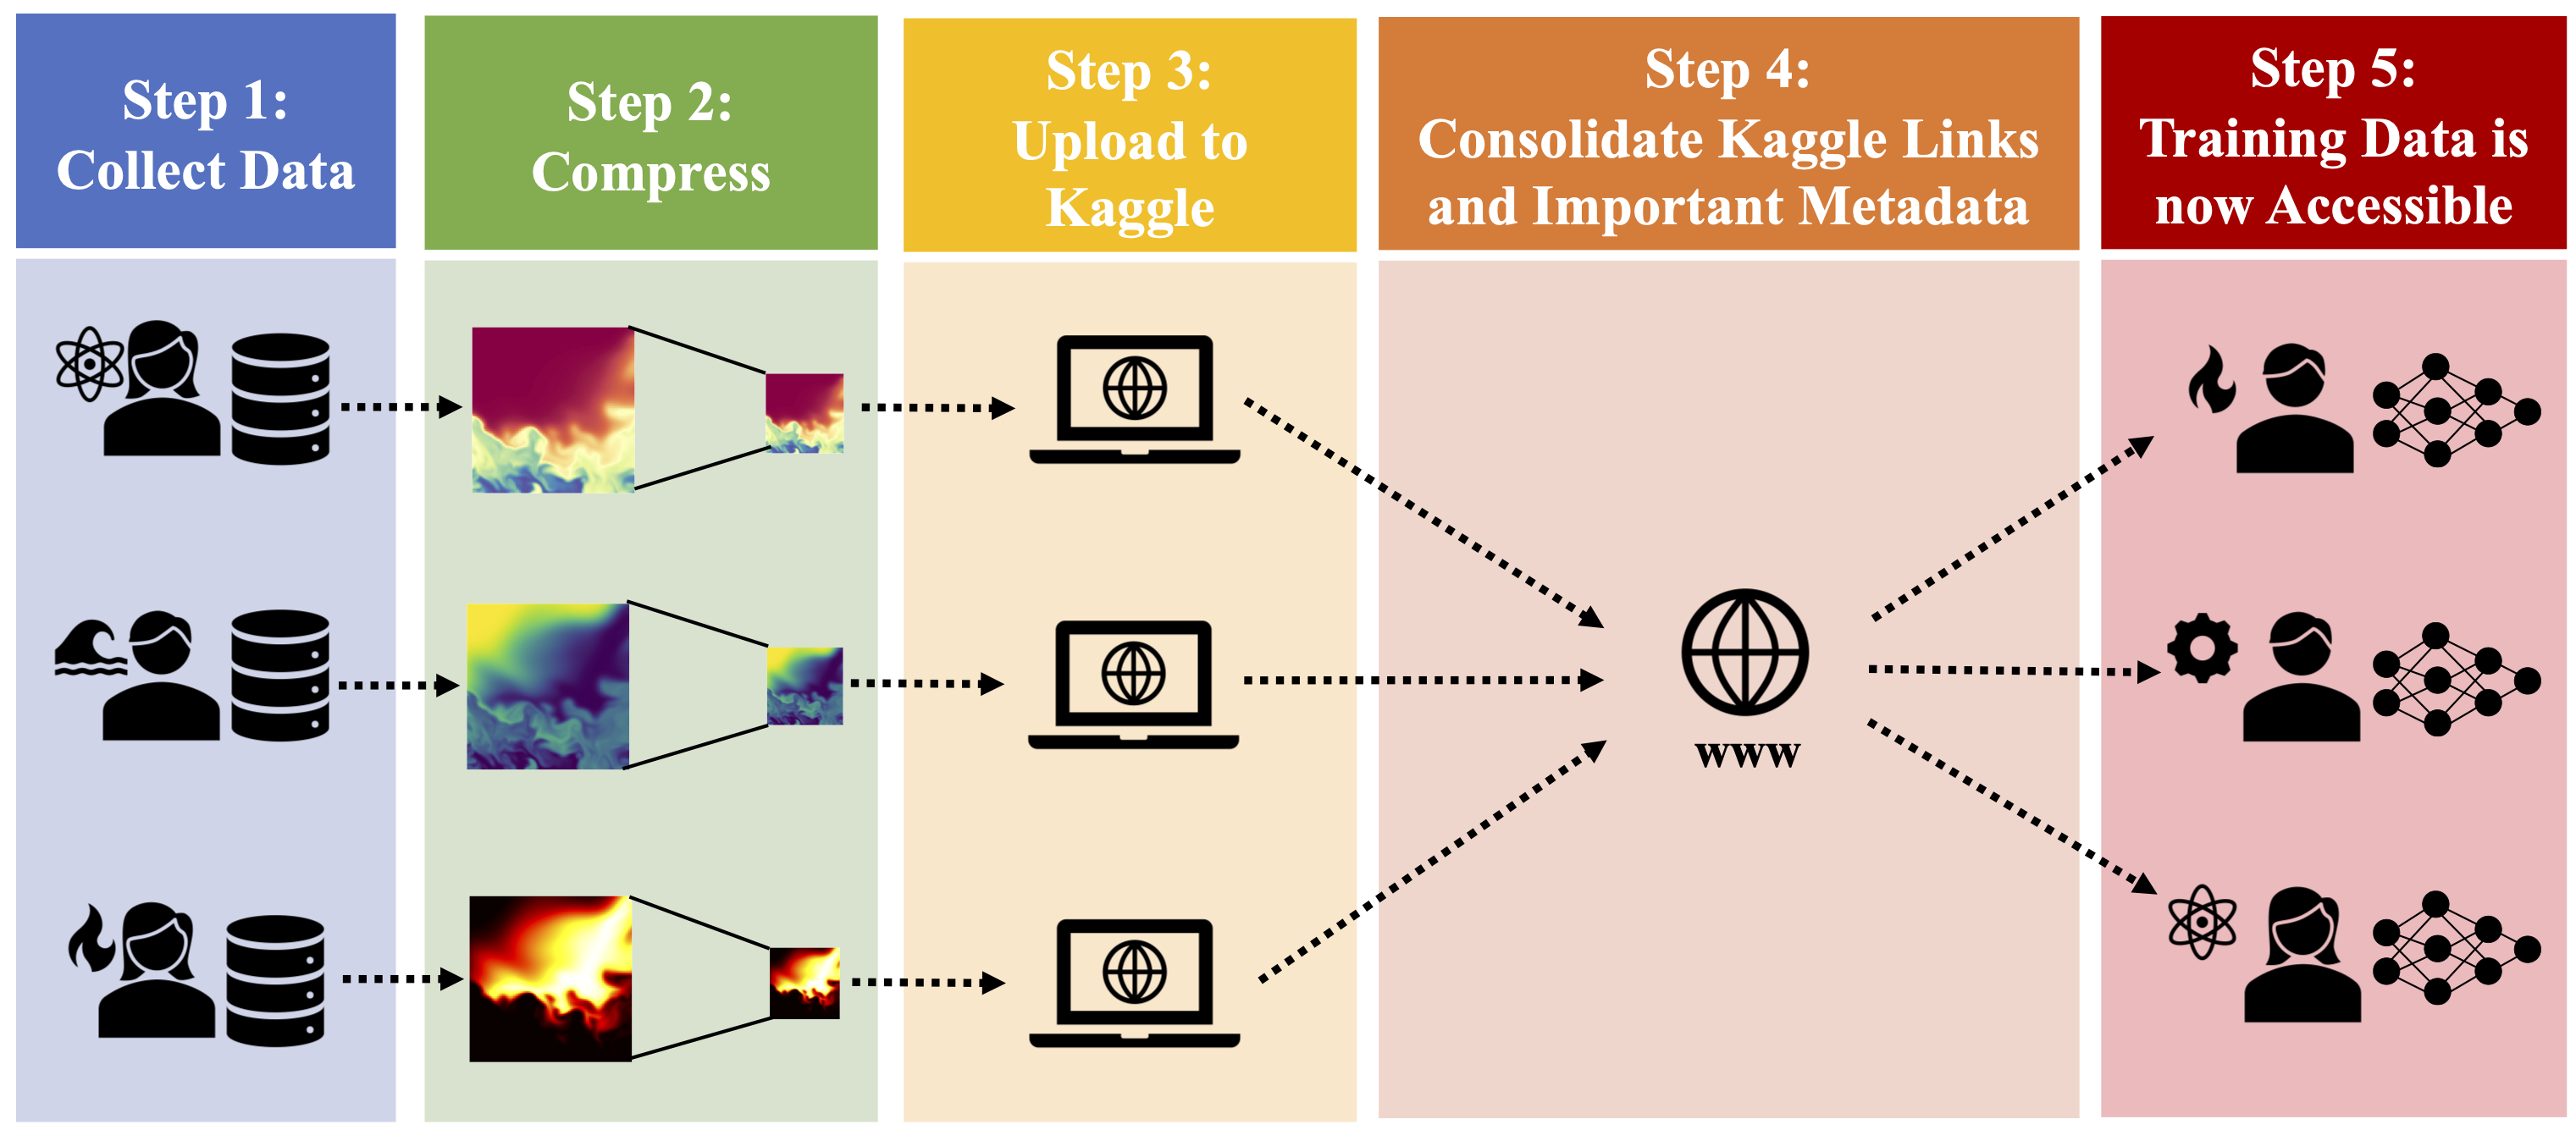 Step 1:
Collect Data
Step 2:
Compress
Step 3:
Upload to
Kaggle
Step 4:
Consolidate Kaggle Links
and Important Metadata
Step 5:
Training Data is
now Accessible
www